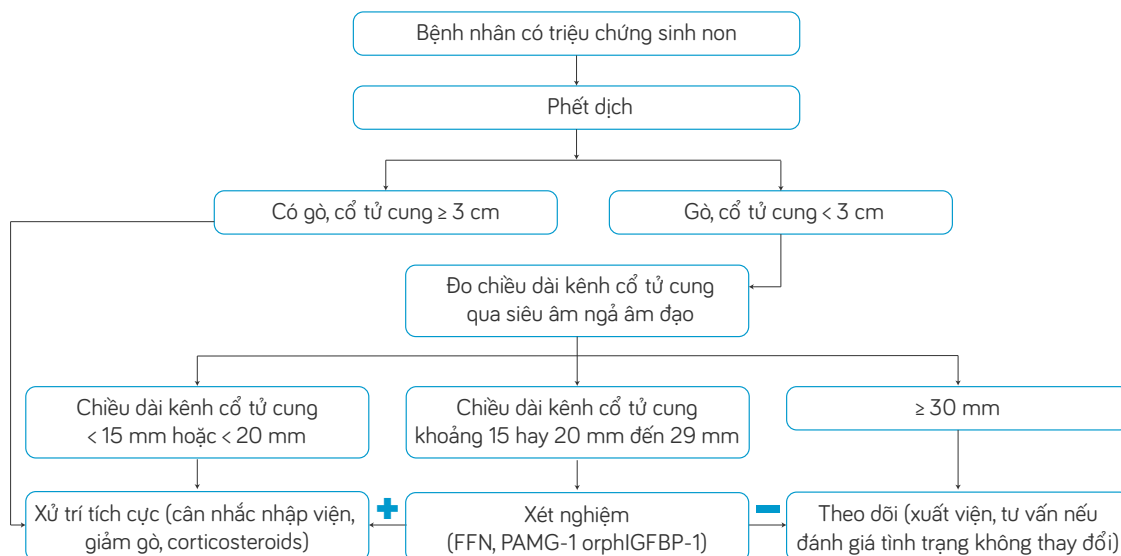 Bệnh nhân có triệu chứng sinh non
Phết dịch
Có gò, cổ tử cung ≥ 3 cm
Gò, cổ tử cung < 3 cm
Đo chiều dài kênh cổ tử cung
qua siêu âm ngả âm đạo
Chiều dài kênh cổ tử cung
< 15 mm hoặc < 20 mm
Chiều dài kênh cổ tử cung
khoảng 15 hay 20 mm đến 29 mm
≥ 30 mm
Xử trí tích cực (cân nhắc nhập viện,
giảm gò, corticosteroids)
+
Xét nghiệm
(FFN, PAMG-1 orphIGFBP-1)
−
Theo dõi (xuất viện, tư vấn nếu
đánh giá tình trạng không thay đổi)